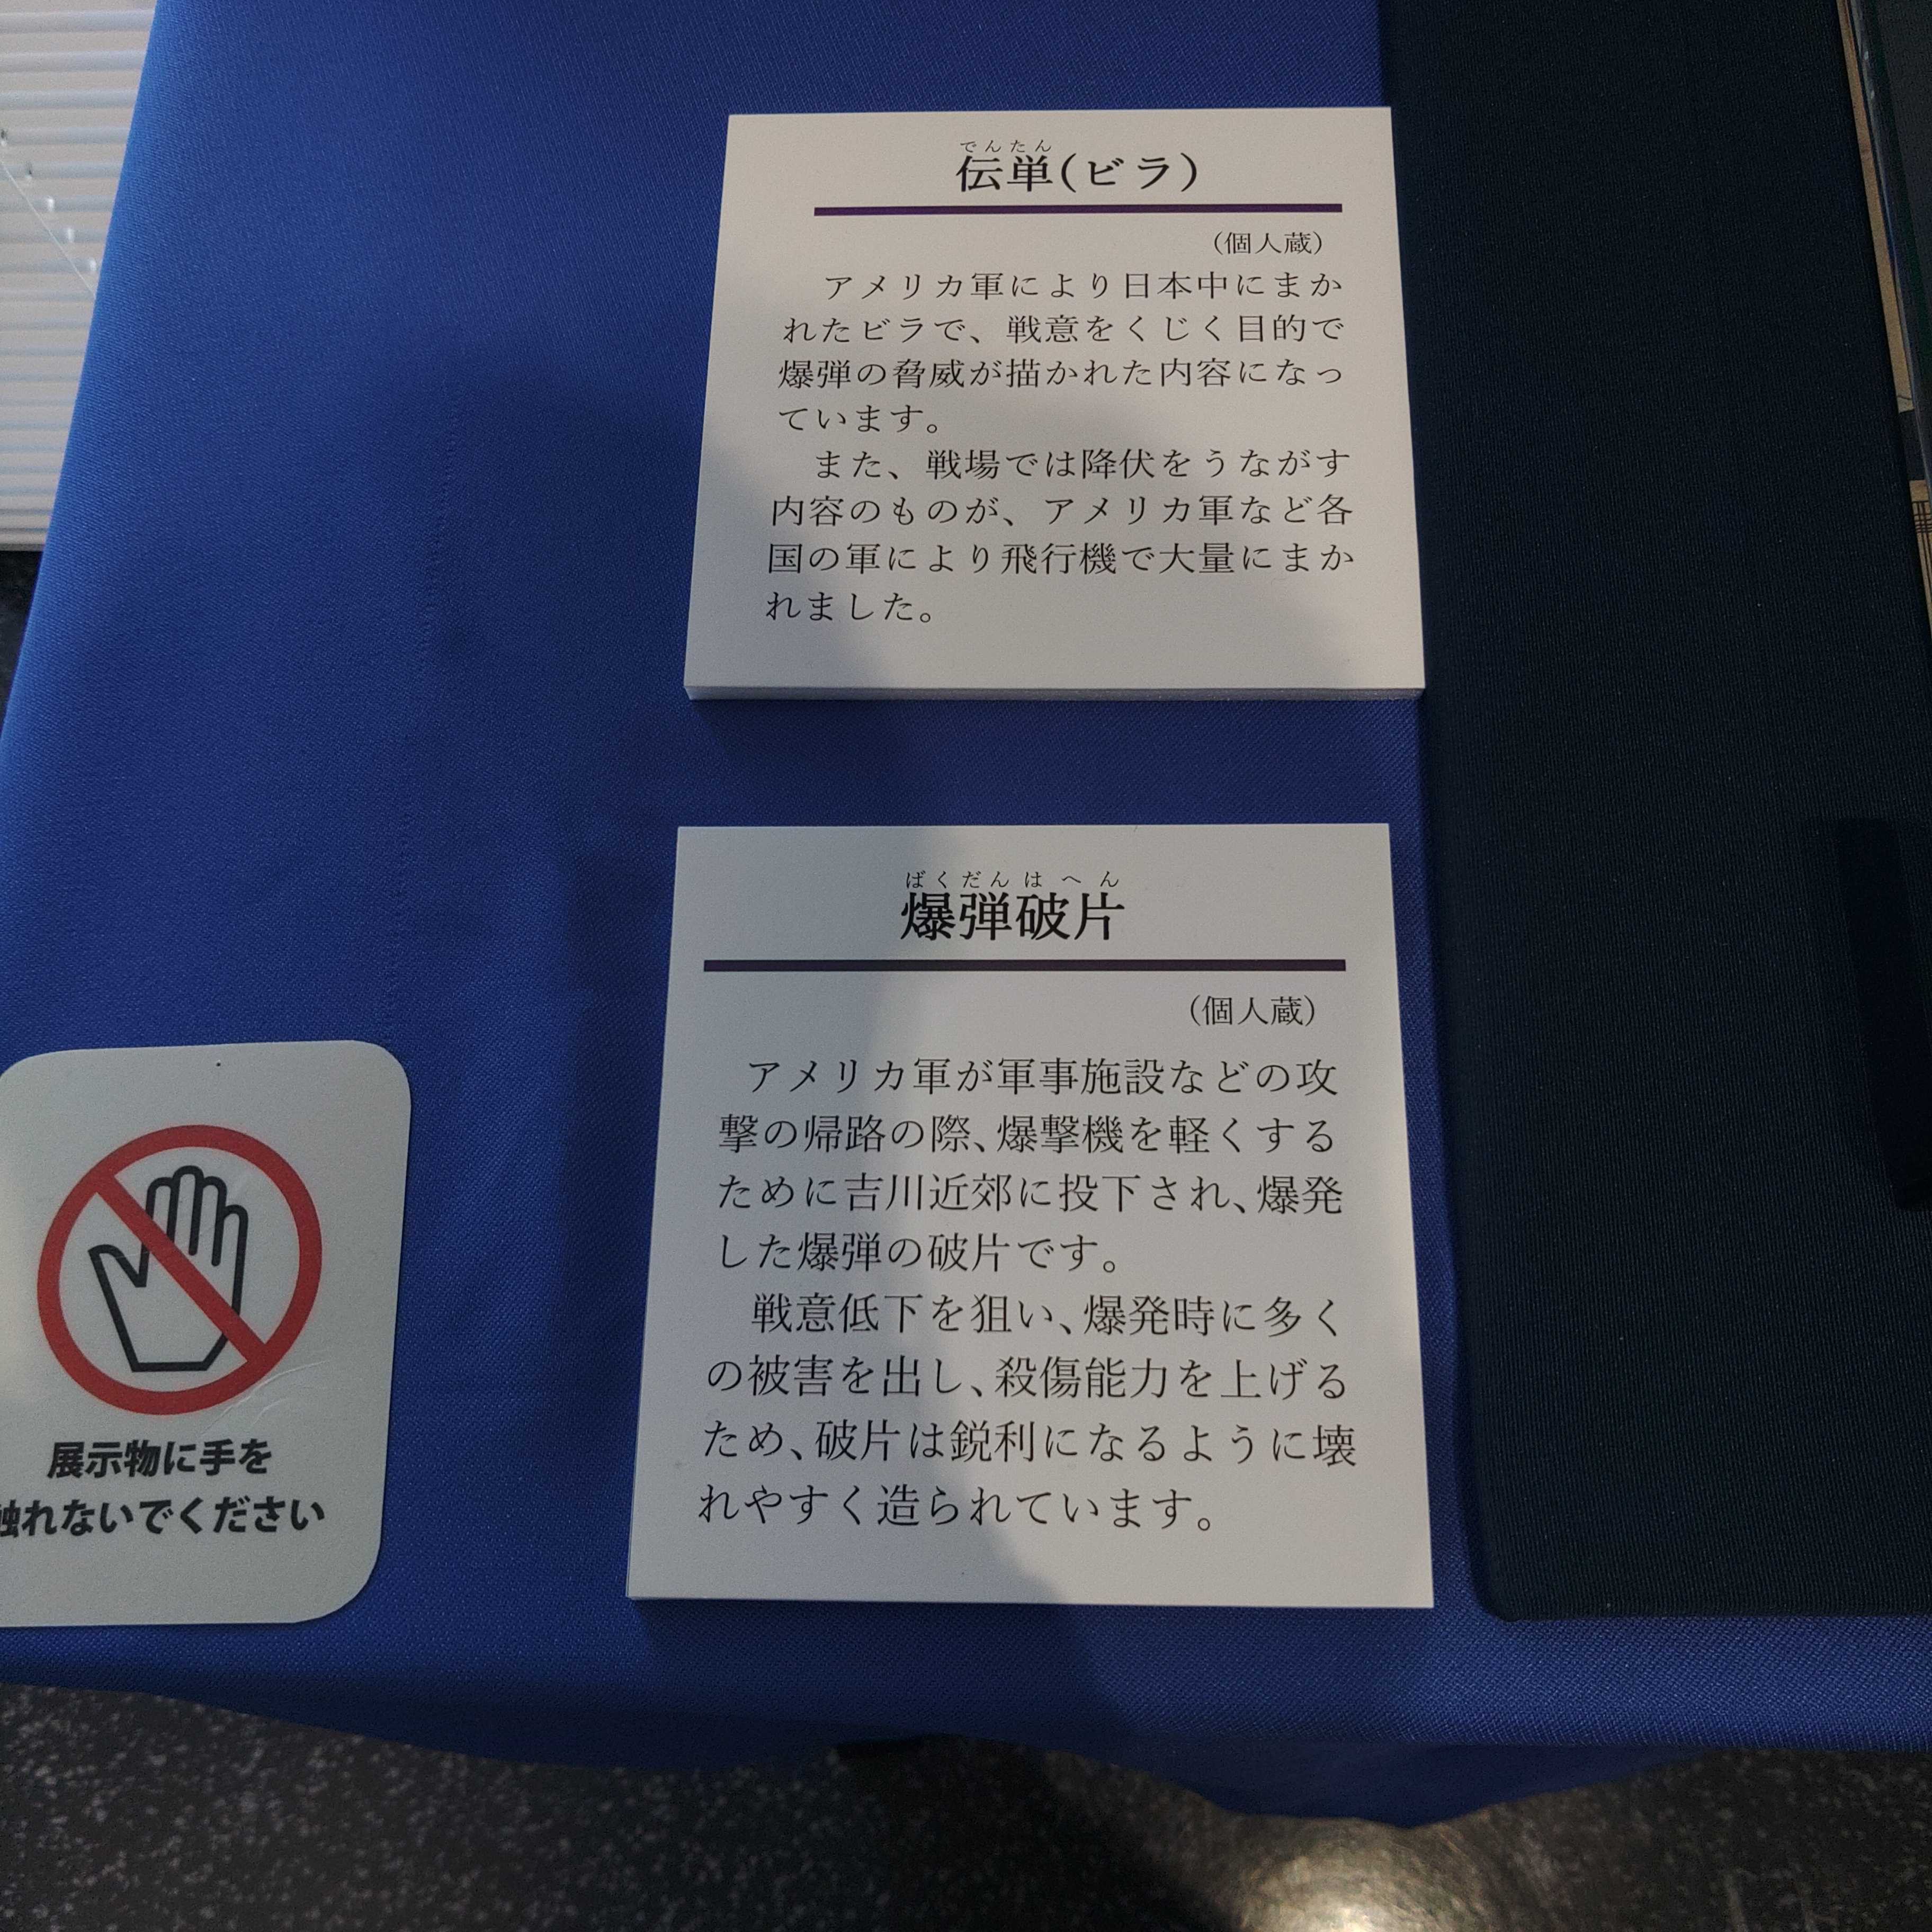 でんたん
伝単(ビラ)
(個人蔵)
アメリカ軍により日本中にまか
れたビラで、戦意をくじく目的で
爆弾の脅威が描かれた内容になっ
ています。
また、戦場では降伏をうながす
内容のものが、アメリカ軍など各
国の軍により飛行機で大量にまか
れました。
ばくだんはへん
爆弾破片
(個人蔵)
アメリカ軍が軍事施設などの攻
撃の帰路の際、爆撃機を軽くする
ために吉川近郊に投下され、爆発
した爆弾の破片です。
戦意低下を狙い、爆発時に多く
の被害を出し、殺傷能力を上げる
ため、破片は鋭利になるように壊
れやすく造られています。
展示物に手を
触れないでください